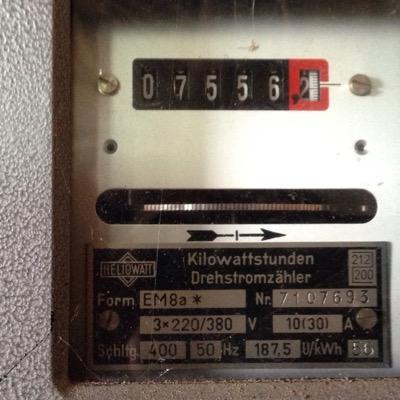 07556,2
Kilowattstunden
Drehstromzähler
212
200
HELIOWATT
Form EM8a* Nr. 7107693
3×220/380 V 10(30) A
Schlfg. 400 50 Hz 187,5 U/kWh 56